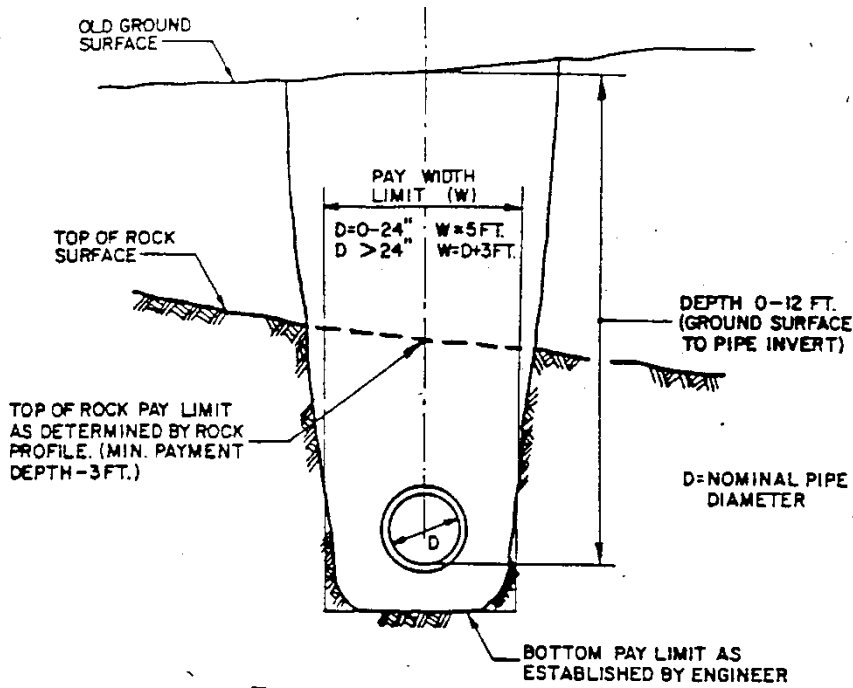 OLD GROUND
SURFACE
PAY WIDTH
LIMIT (W)
D=0-24" W=5FT.
D >24" W=D+3FT.
TOP OF ROCK
SURFACE
DEPTH 0-12 FT.
(GROUND SURFACE
TO PIPE INVERT)
TOP OF ROCK PAY LIMIT
AS DETERMINED BY ROCK
PROFILE. (MIN. PAYMENT
DEPTH-3FT.)
D=NOMINAL PIPE
DIAMETER
D
BOTTOM PAY LIMIT AS
ESTABLISHED BY ENGINEER